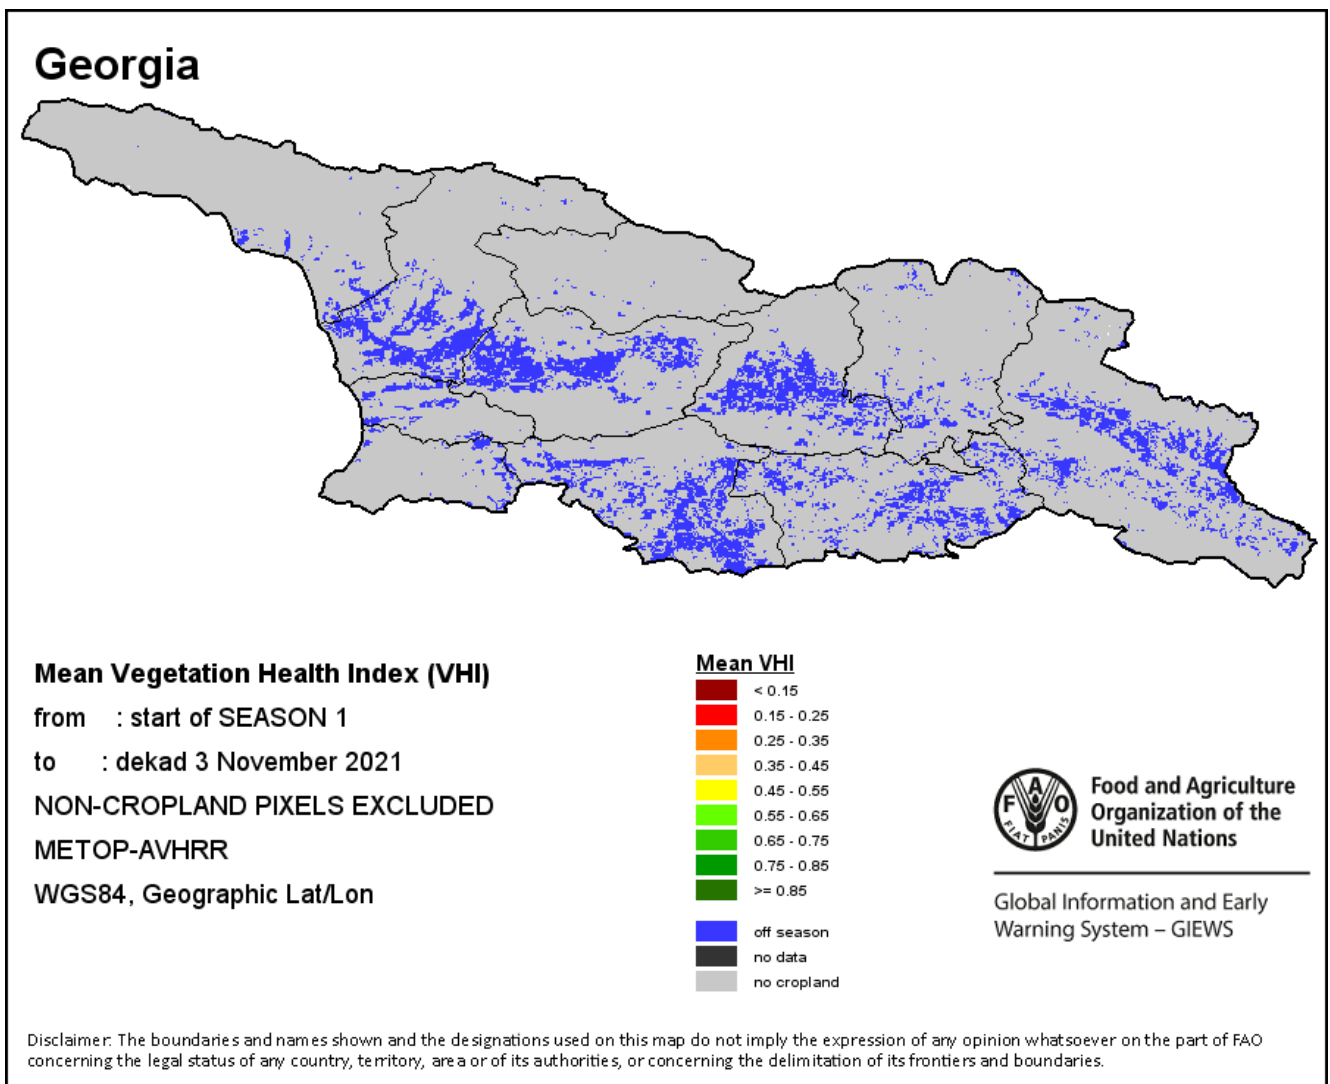 Georgia
Mean Vegetation Health Index (VHI)
from : start of SEASON 1
to : dekad 3 November 2021
NON-CROPLAND PIXELS EXCLUDED
METOP-AVHRR
WGS84, Geographic Lat/Lon
Mean VHI
< 0.15
0.15 - 0.25
0.25 - 0.35
0.35 - 0.45
0.45 - 0.55
0.55 - 0.65
0.65 - 0.75
0.75 - 0.85
>= 0.85
off season
no data
no cropland
F A O
FIAT PANIS
Food and Agriculture
Organization of the
United Nations
Global Information and Early
Warning System – GIEWS
Disclaimer: The boundaries and names shown and the designations used on this map do not imply the expression of any opinion whatsoever on the part of FAO
concerning the legal status of any country, territory, area or of its authorities, or concerning the delimitation of its frontiers and boundaries.